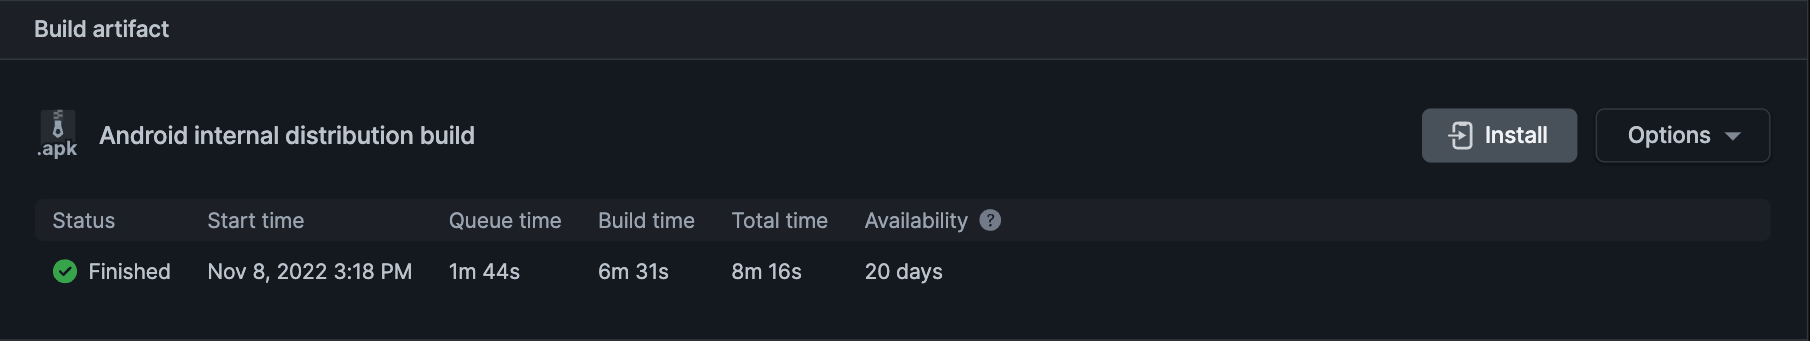 Build artifact
.apk
Android internal distribution build
Install
Options
Status Start time Queue time Build time Total time Availability ?
Finished Nov 8, 2022 3:18 PM 1m 44s 6m 31s 8m 16s 20 days